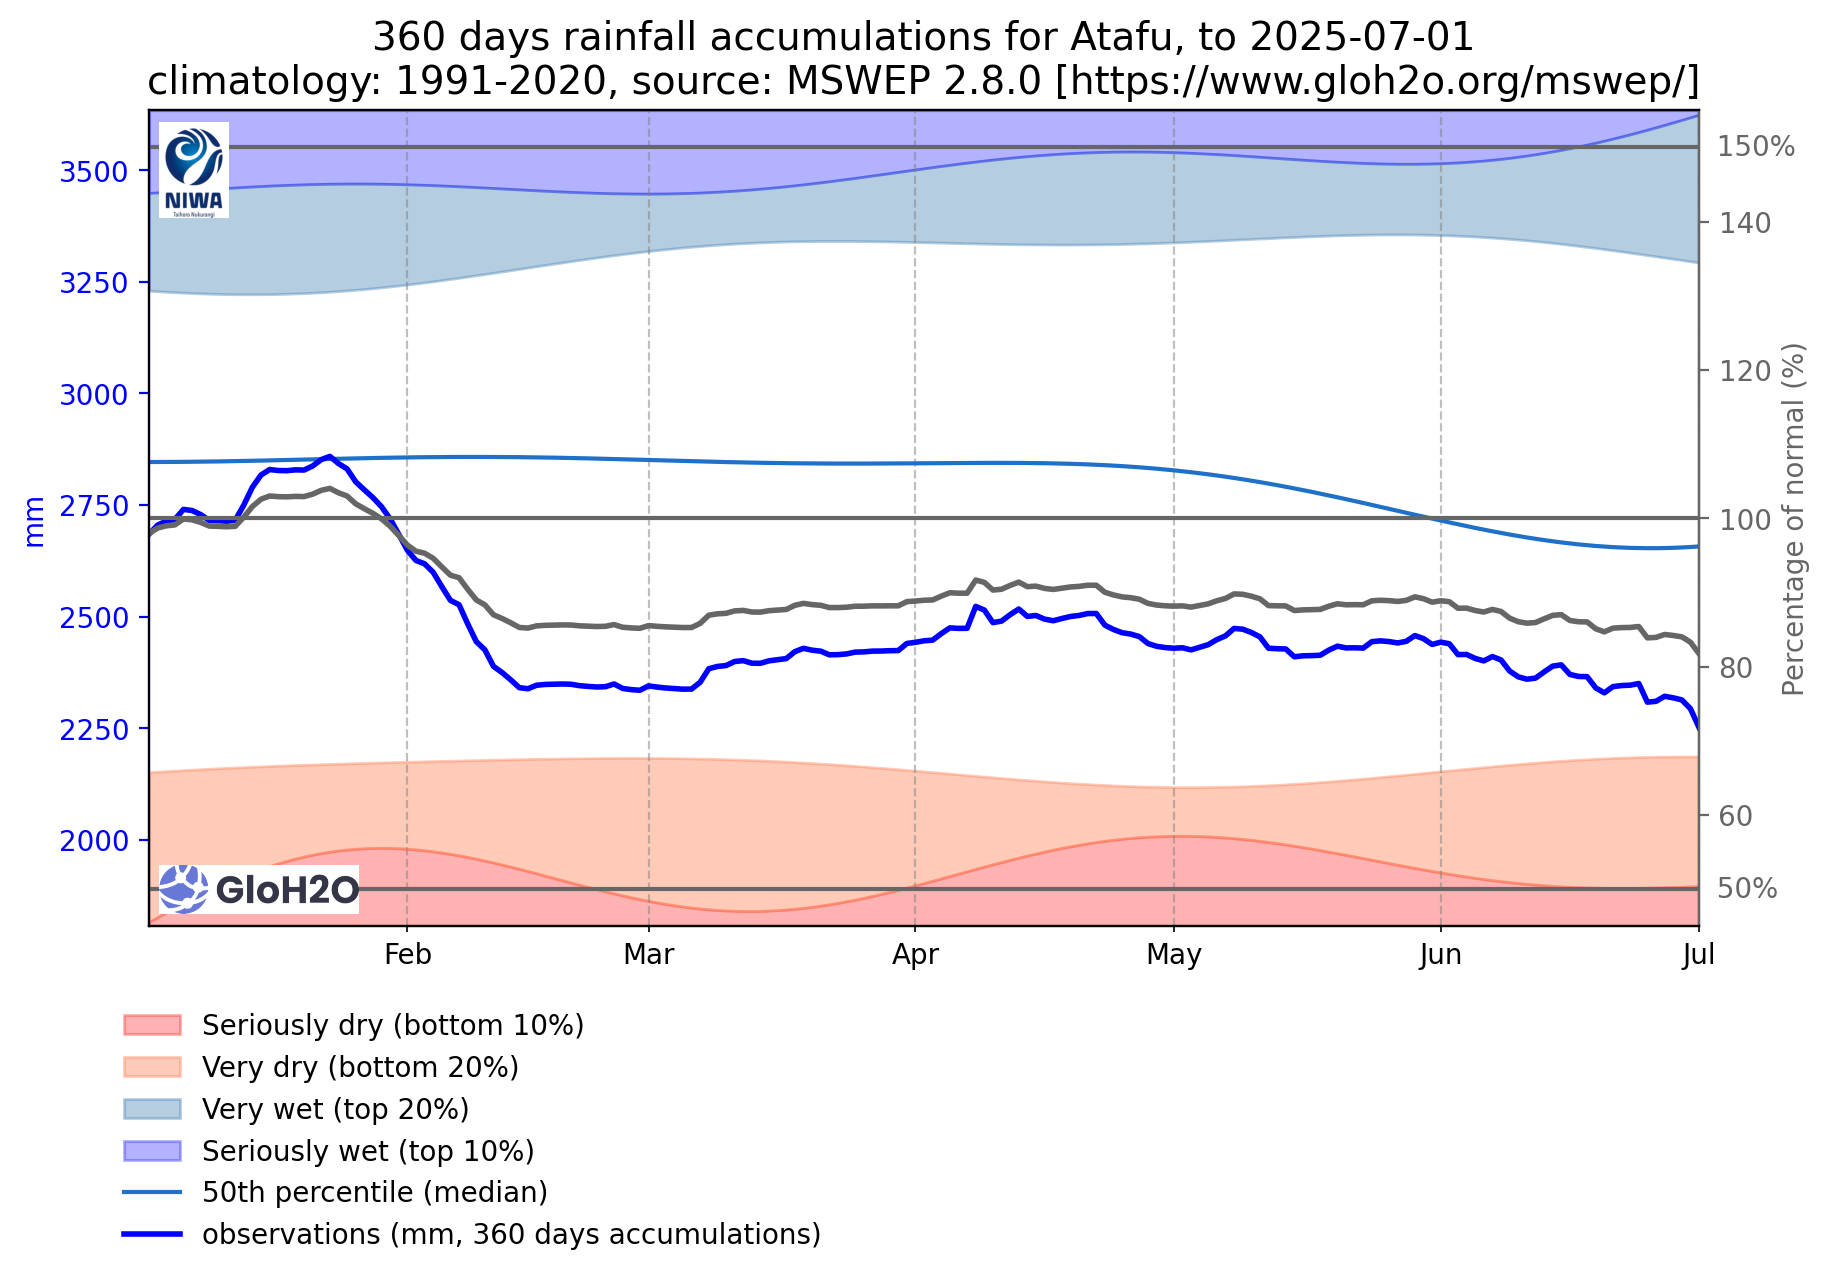 360 days rainfall accumulations for Atafu, to 2025-07-01
climatology: 1991-2020, source: MSWEP 2.8.0 [https://www.gloh2o.org/mswep/]
NIWA
Taihoro Nukurangi
3500
3250
3000
2750
2500
2250
2000
mm
150%
140
120
100
80
60
50%
Percentage of normal (%)
GloH2O
Feb
Mar
Apr
May
Jun
Jul
Seriously dry (bottom 10%)
Very dry (bottom 20%)
Very wet (top 20%)
Seriously wet (top 10%)
50th percentile (median)
observations (mm, 360 days accumulations)